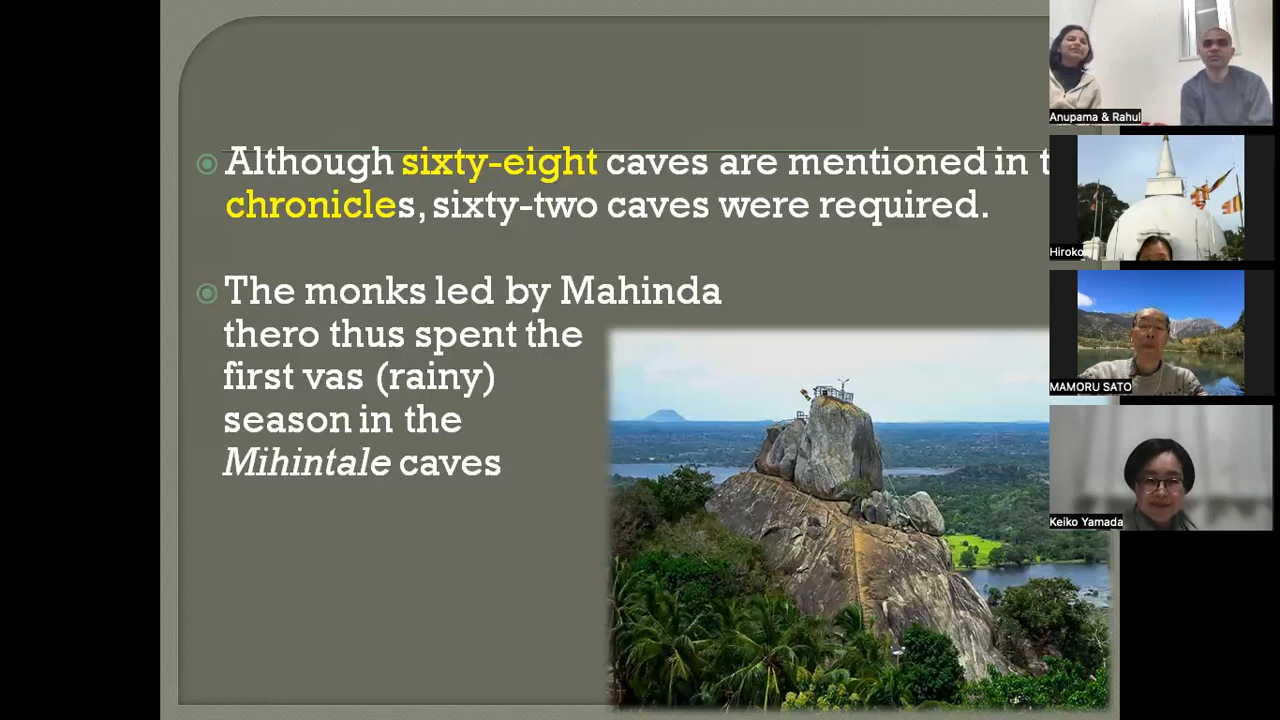 Although sixty-eight caves are mentioned in t
chronicles, sixty-two caves were required.
The monks led by Mahinda
thero thus spent the
first vas (rainy)
season in the
Mihintale caves
Anupama & Rahul
Hiroko
MAMORU SATO
Keiko Yamada